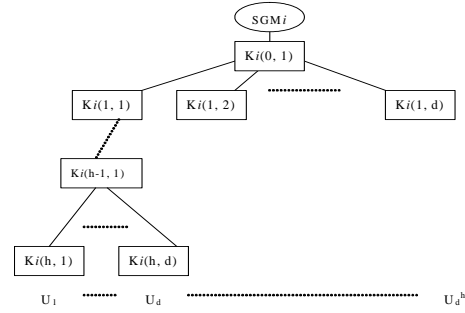 SGMi
Ki(0, 1)
Ki(1, 1) Ki(1, 2) Ki(1, d)
Ki(h-1, 1)
Ki(h, 1) Ki(h, d)
U1 Ud Ud^h